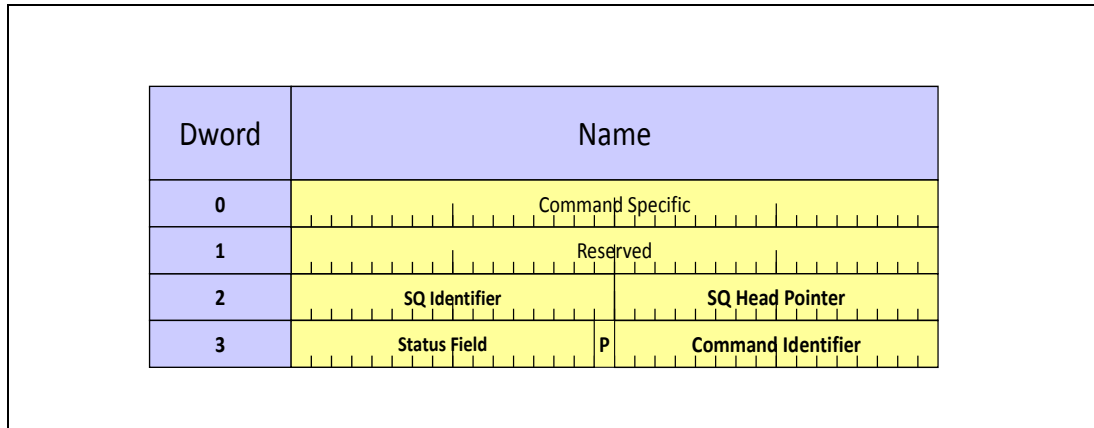 Dword Name
0 Command Specific
1 Reserved
2 SQ Identifier SQ Head Pointer
3 Status Field P Command Identifier